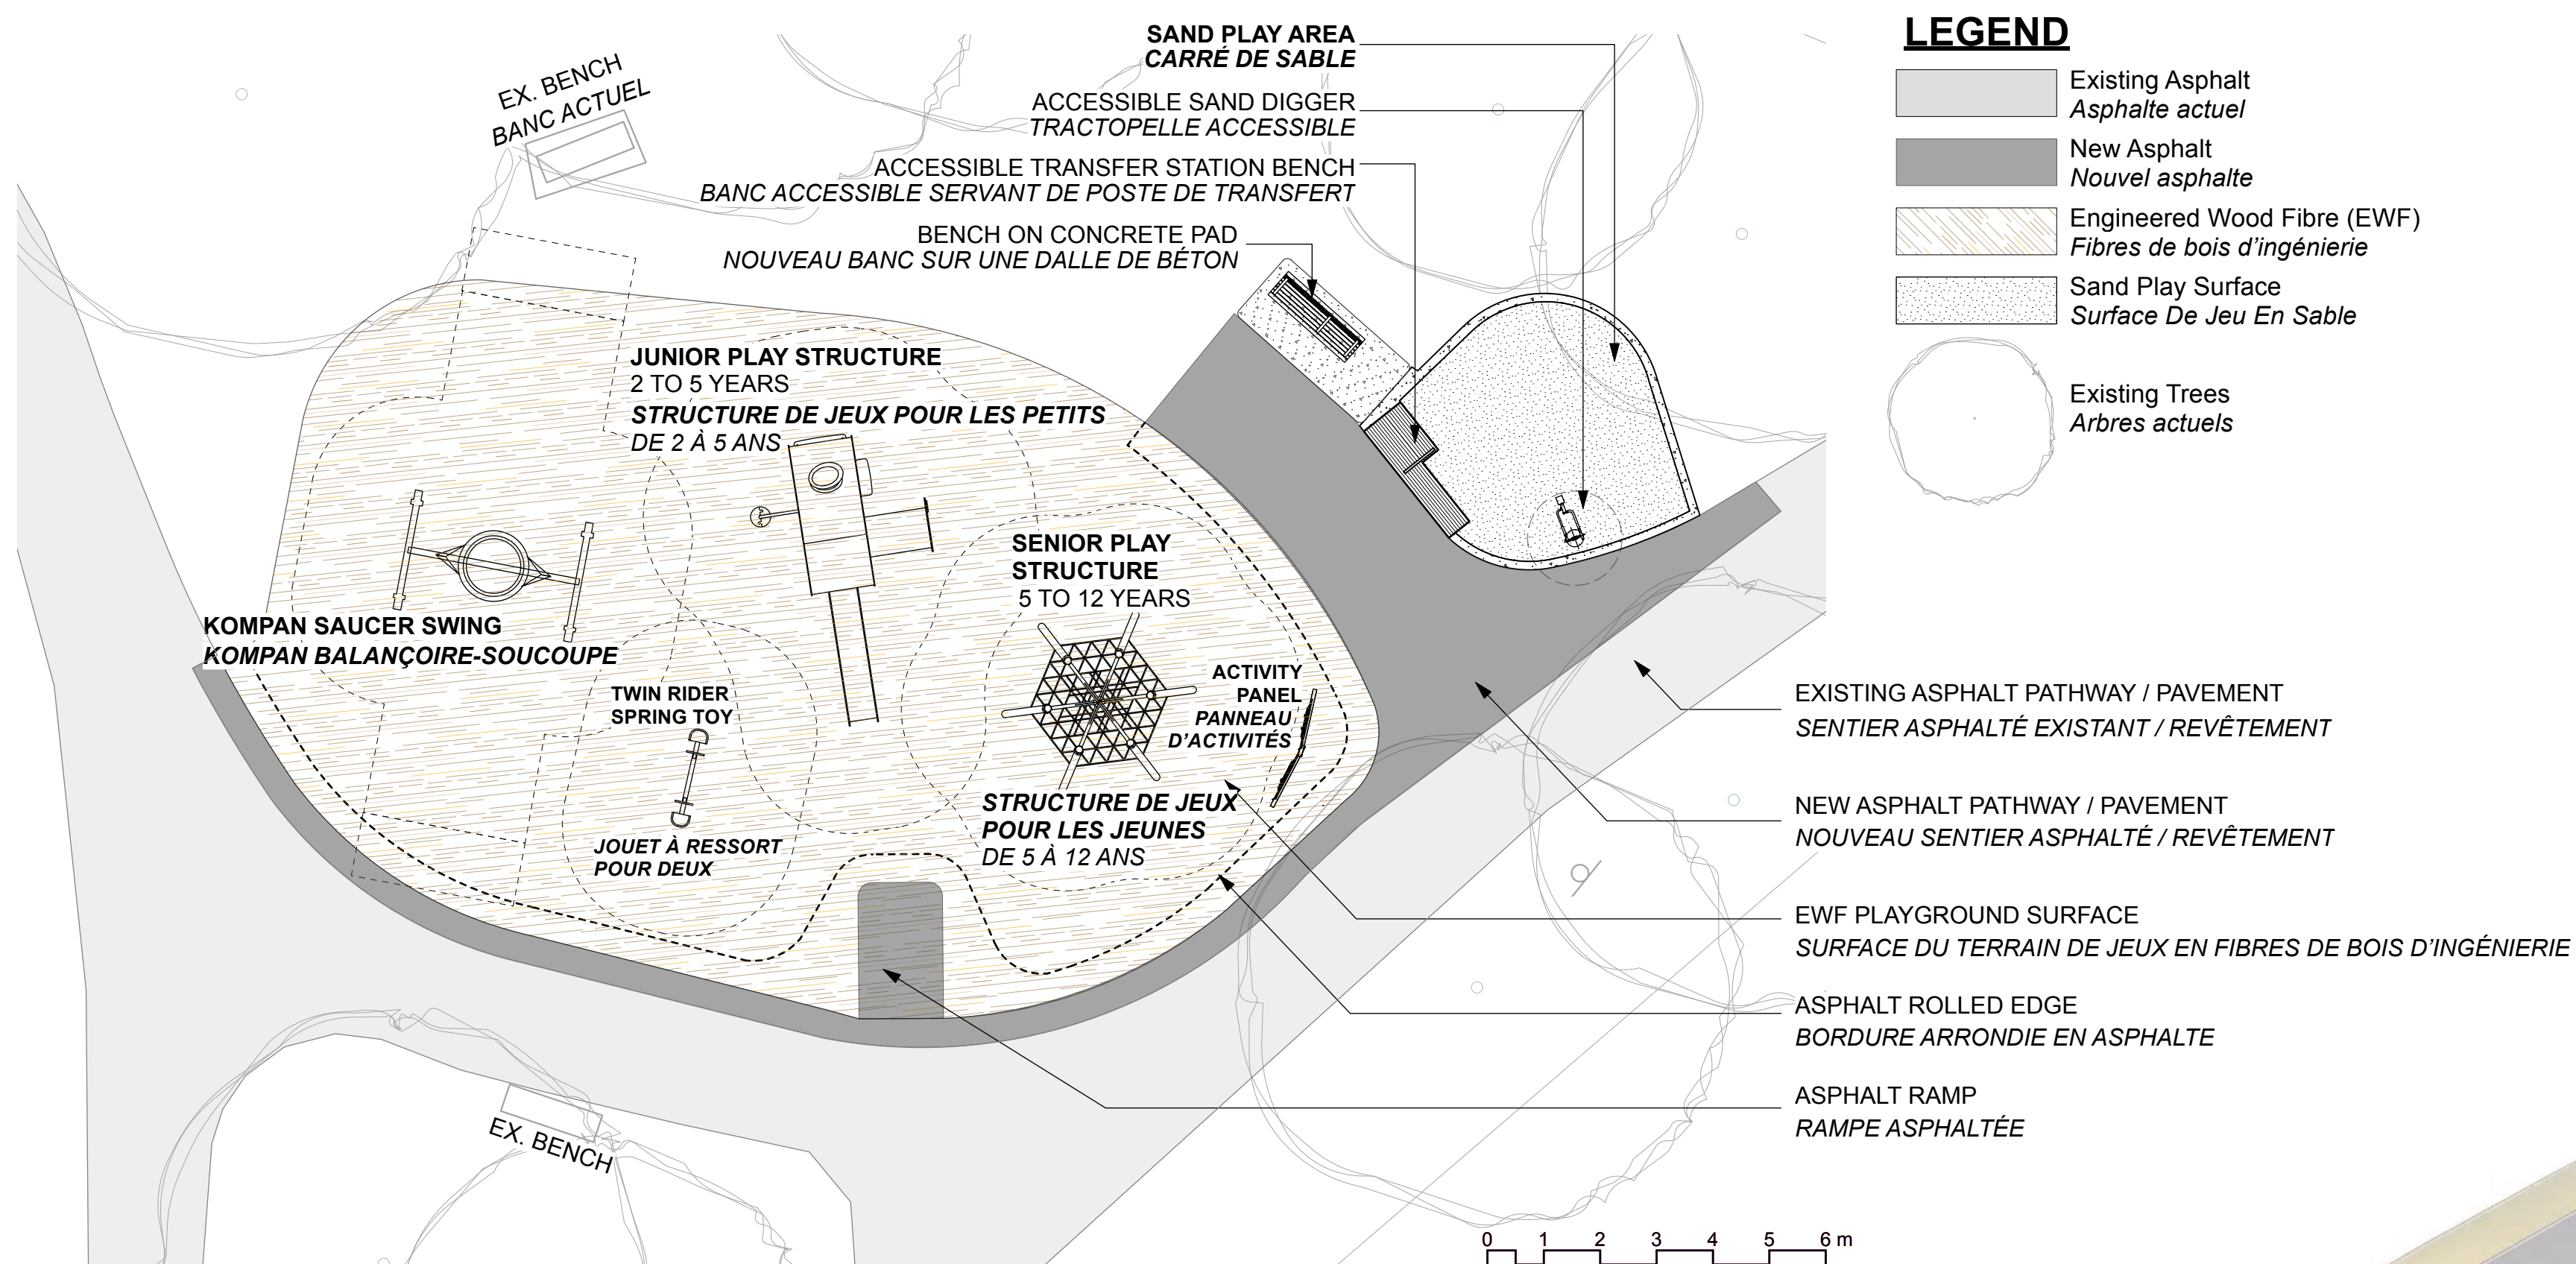 SAND PLAY AREA
CARRÉ DE SABLE
ACCESSIBLE SAND DIGGER
TRACTOPELLE ACCESSIBLE
ACCESSIBLE TRANSFER STATION BENCH
BANC ACCESSIBLE SERVANT DE POSTE DE TRANSFERT
BENCH ON CONCRETE PAD
NOUVEAU BANC SUR UNE DALLE DE BÉTON
EX. BENCH
BANC ACTUEL
JUNIOR PLAY STRUCTURE
2 TO 5 YEARS
STRUCTURE DE JEUX POUR LES PETITS
DE 2 À 5 ANS
SENIOR PLAY
STRUCTURE
5 TO 12 YEARS
KOMPAN SAUCER SWING
KOMPAN BALANÇOIRE-SOUCOUPE
TWIN RIDER
SPRING TOY
JOUET À RESSORT
POUR DEUX
ACTIVITY
PANEL
PANNEAU
D'ACTIVITÉS
STRUCTURE DE JEUX
POUR LES JEUNES
DE 5 À 12 ANS
EX. BENCH
LEGEND
Existing Asphalt
Asphalte actuel
New Asphalt
Nouvel asphalte
Engineered Wood Fibre (EWF)
Fibres de bois d'ingénierie
Sand Play Surface
Surface De Jeu En Sable
Existing Trees
Arbres actuels
EXISTING ASPHALT PATHWAY / PAVEMENT
SENTIER ASPHALTÉ EXISTANT / REVÊTEMENT
NEW ASPHALT PATHWAY / PAVEMENT
NOUVEAU SENTIER ASPHALTÉ / REVÊTEMENT
EWF PLAYGROUND SURFACE
SURFACE DU TERRAIN DE JEUX EN FIBRES DE BOIS D'INGÉNIERIE
ASPHALT ROLLED EDGE
BORDURE ARRONDIE EN ASPHALTE
ASPHALT RAMP
RAMPE ASPHALTÉE
0 1 2 3 4 5 6 m